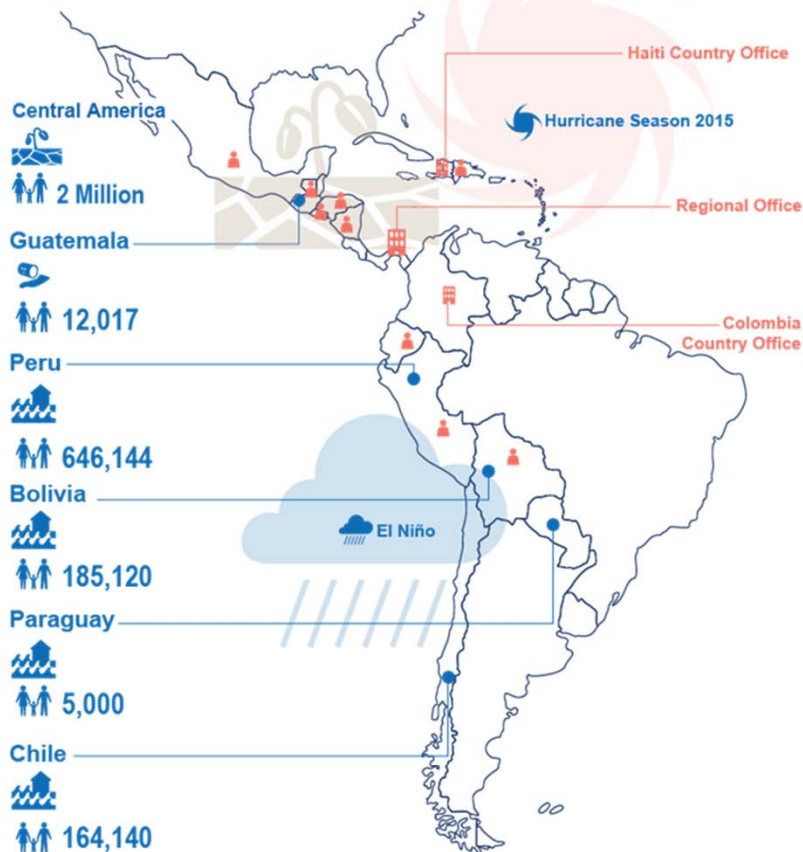 Haiti Country Office
Central America
Hurricane Season 2015
2 Million
Regional Office
Guatemala
12,017
Colombia
Country Office
Peru
646,144
Bolivia
El Niño
185,120
Paraguay
5,000
Chile
164,140